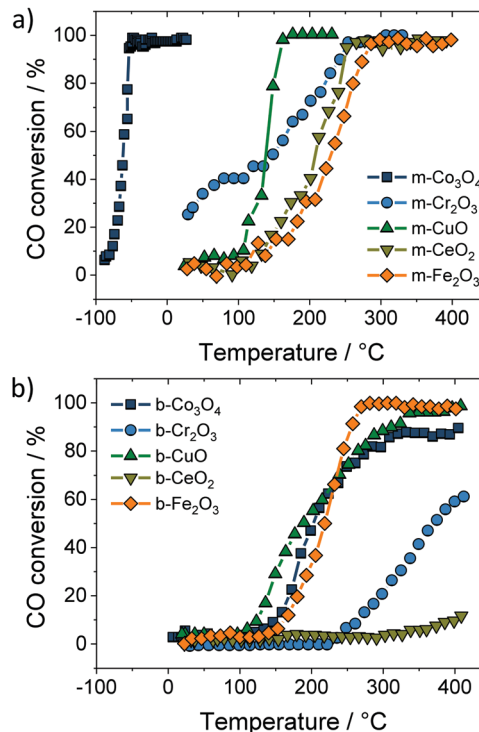 a)
100
80
60
40
20
0
CO conversion / %
m-Co₃O₄
m-Cr₂O₃
m-CuO
m-CeO₂
m-Fe₂O₃
-100 0 100 200 300 400
Temperature / °C
b)
100
80
60
40
20
0
CO conversion / %
b-Co₃O₄
b-Cr₂O₃
b-CuO
b-CeO₂
b-Fe₂O₃
-100 0 100 200 300 400
Temperature / °C